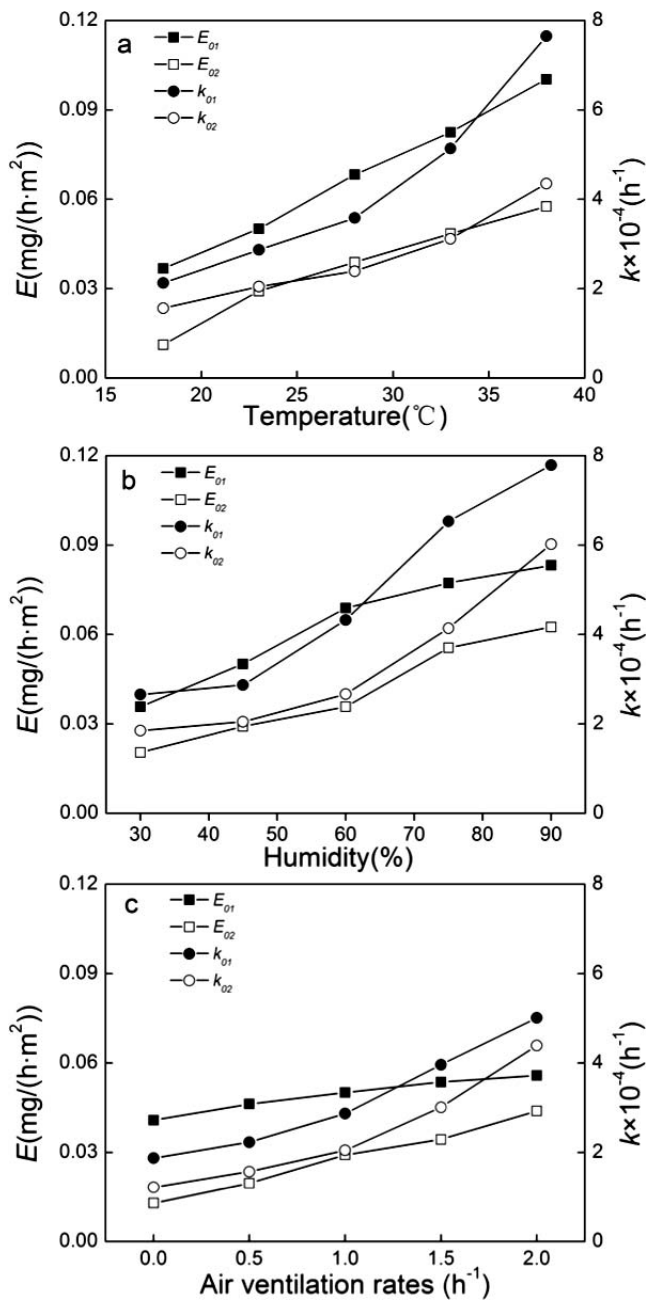 a
E₀₁
E₀₂
k₀₁
k₀₂
0.12
0.09
0.06
0.03
0.00
E(mg/(h·m²))
8
6
4
2
0
k×10⁻⁴(h⁻¹)
15 20 25 30 35 40
Temperature(℃)
b
E₀₁
E₀₂
k₀₁
k₀₂
0.12
0.09
0.06
0.03
0.00
E(mg/(h·m²))
8
6
4
2
0
k×10⁻⁴(h⁻¹)
30 40 50 60 70 80 90
Humidity(%)
c
E₀₁
E₀₂
k₀₁
k₀₂
0.12
0.09
0.06
0.03
0.00
E(mg/(h·m²))
8
6
4
2
0
k×10⁻⁴(h⁻¹)
0.0 0.5 1.0 1.5 2.0
Air ventilation rates (h⁻¹)